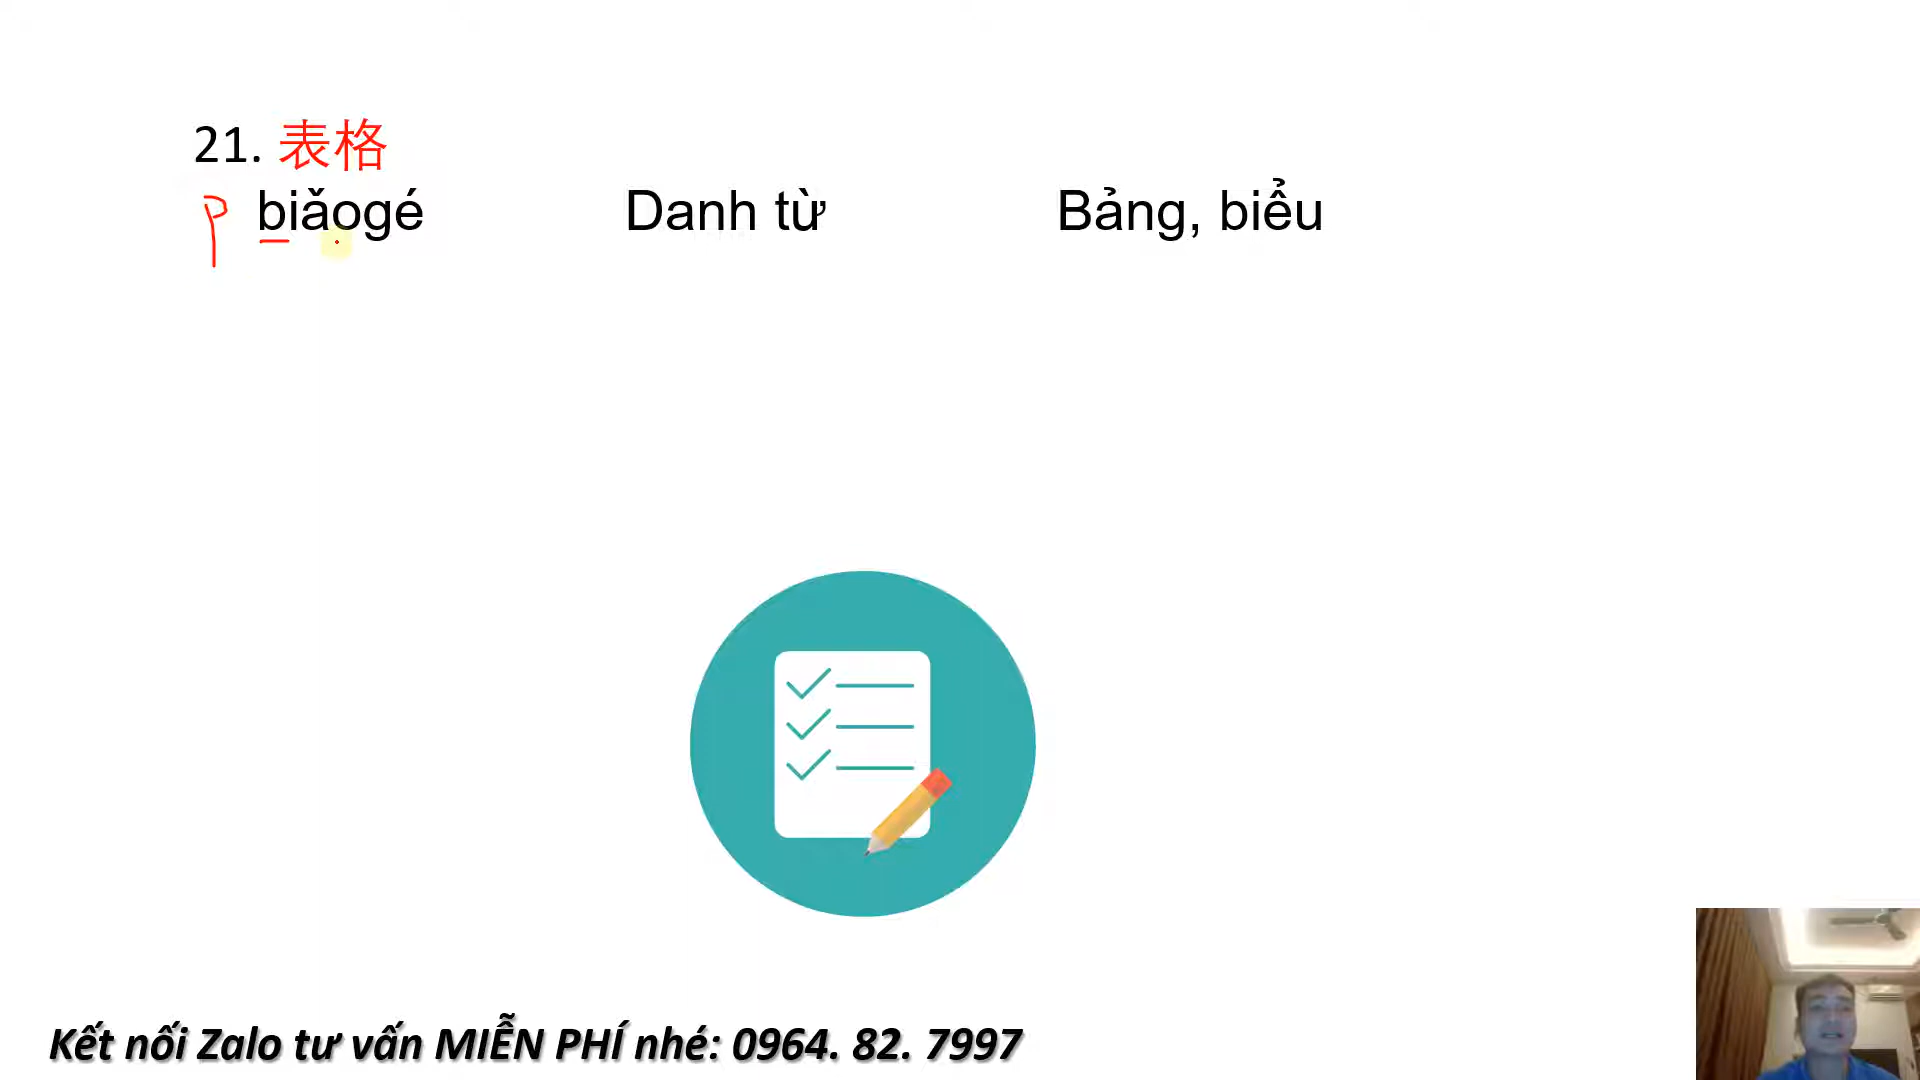 21. 表格
p biǎogé Danh từ Bảng, biểu
Kết nối Zalo tư vấn MIỄN PHÍ nhé: 0964. 82. 7997